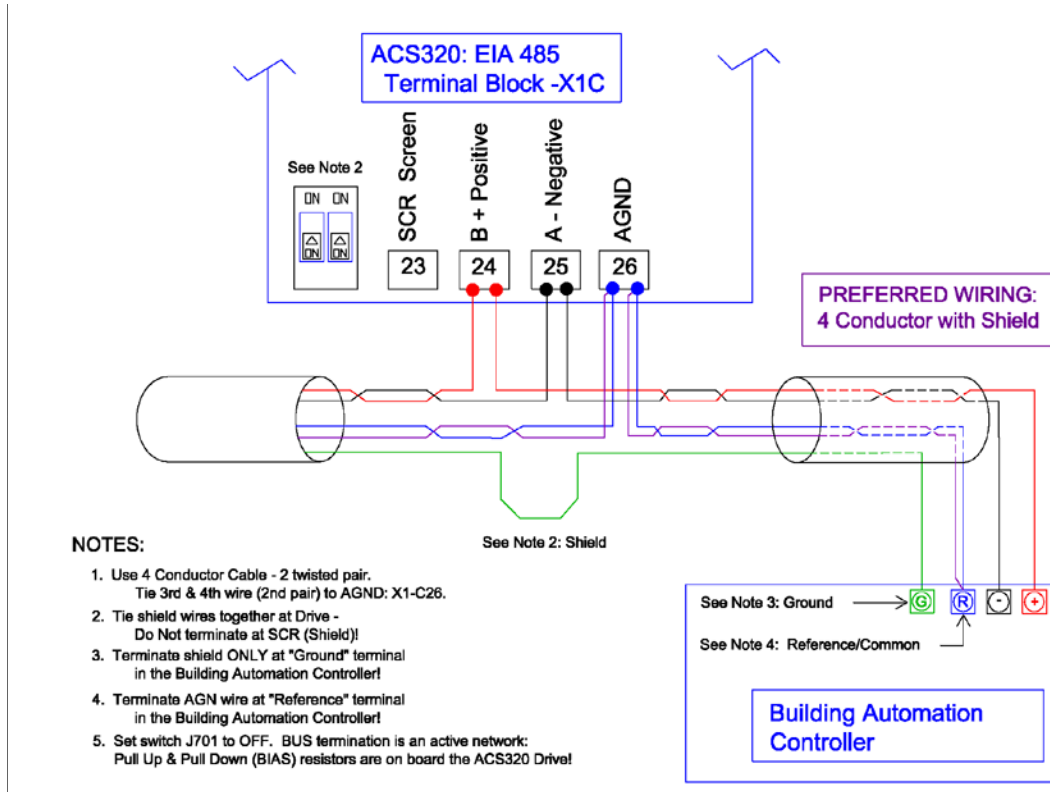 ACS320: EIA 485
Terminal Block -X1C
See Note 2
ON ON
ON ON
SCR Screen
B + Positive
A - Negative
AGND
23
24
25
26
PREFERRED WIRING:
4 Conductor with Shield
See Note 2: Shield
NOTES:
1. Use 4 Conductor Cable - 2 twisted pair.
Tie 3rd & 4th wire (2nd pair) to AGND: X1-C26.
2. Tie shield wires together at Drive -
Do Not terminate at SCR (Shield)!
3. Terminate shield ONLY at "Ground" terminal
in the Building Automation Controller!
4. Terminate AGN wire at "Reference" terminal
in the Building Automation Controller!
5. Set switch J701 to OFF. BUS termination is an active network:
Pull Up & Pull Down (BIAS) resistors are on board the ACS320 Drive!
See Note 3: Ground
G R - +
See Note 4: Reference/Common
Building Automation
Controller